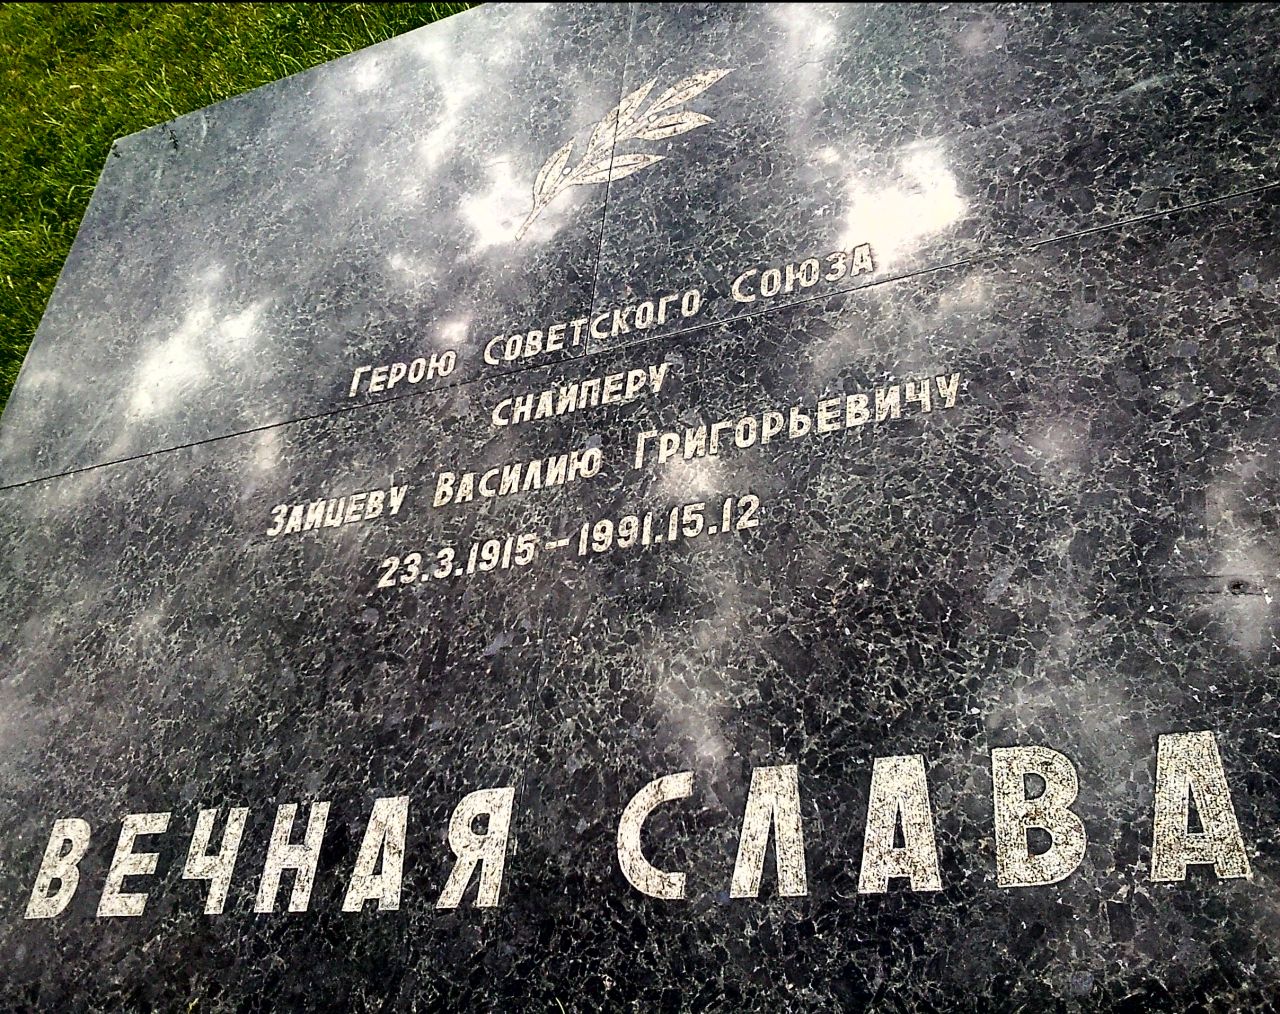 Герою Советского Союза
снайперу
Зайцеву Василию Григорьевичу
23.3.1915 – 1991.15.12
ВЕЧНАЯ СЛАВА